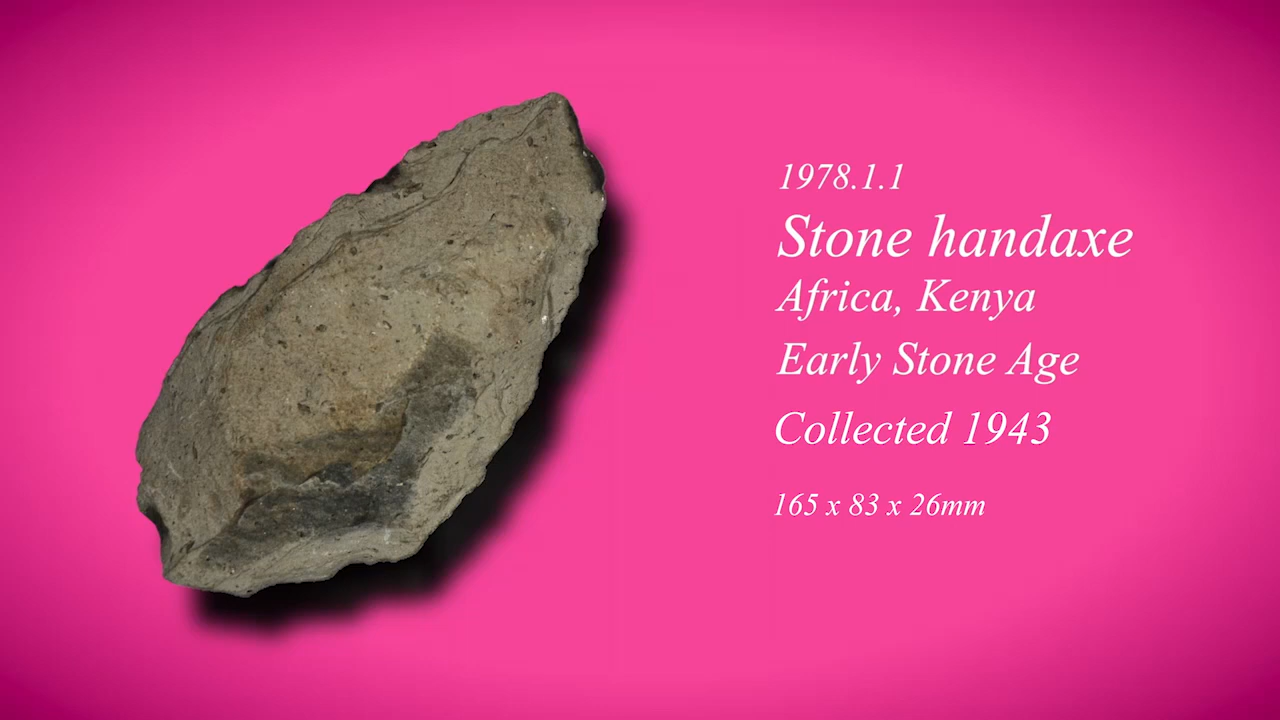 1978.1.1
Stone handaxe
Africa, Kenya
Early Stone Age
Collected 1943
165 x 83 x 26mm